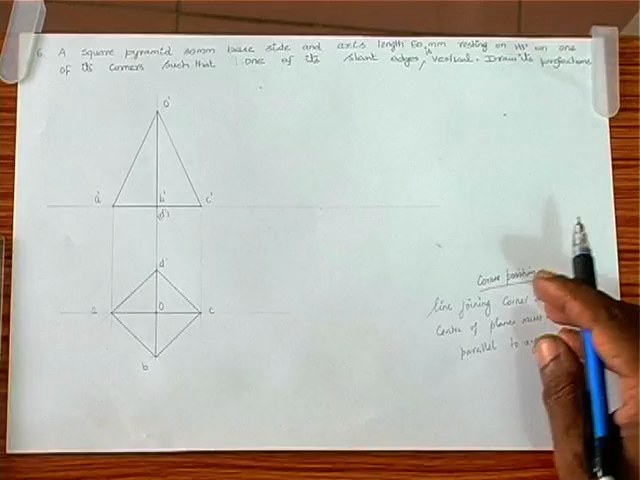 6. A square pyramid 30mm base side and axis length 60 mm resting on HP on one
of its corners such that one of its slant edges is vertical. Draw its projections
o'
a' b' c'
(d')
d
a o c
b
Corner position
line joining corner
centre of plane must
parallel to xy